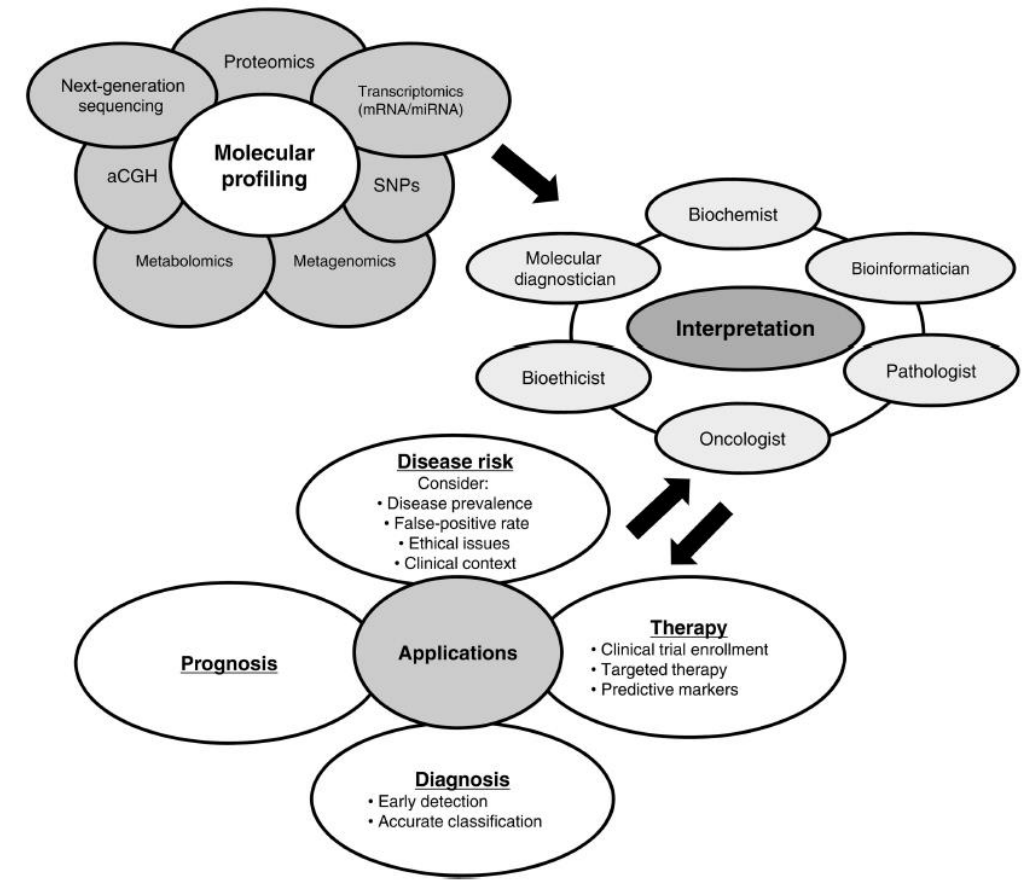 Proteomics
Next-generation
sequencing
Transcriptomics
(mRNA/miRNA)
Molecular
profiling
aCGH
SNPs
Metabolomics
Metagenomics
Biochemist
Molecular
diagnostician
Bioinformatician
Interpretation
Bioethicist
Pathologist
Oncologist
Disease risk
Consider:
• Disease prevalence
• False-positive rate
• Ethical issues
• Clinical context
Prognosis
Applications
Therapy
• Clinical trial enrollment
• Targeted therapy
• Predictive markers
Diagnosis
• Early detection
• Accurate classification